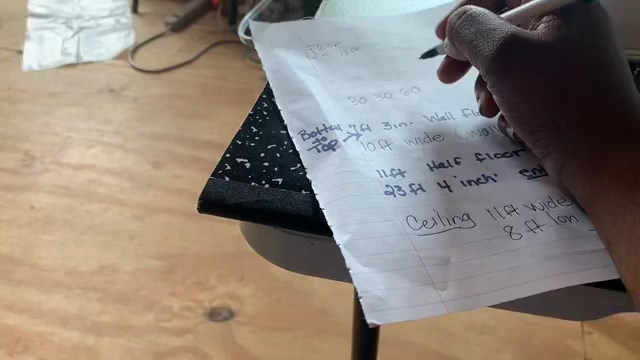 30 30 60
Bottom to TOP → 7ft 3in. Wall
10ft wide (Wall
11ft Half Floor
23ft 4 inch.
Ceiling 11ft wide
8 ft